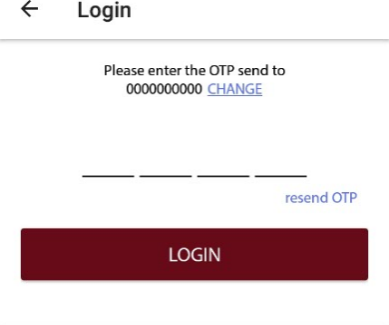 Login
Please enter the OTP send to
0000000000 CHANGE
resend OTP
LOGIN